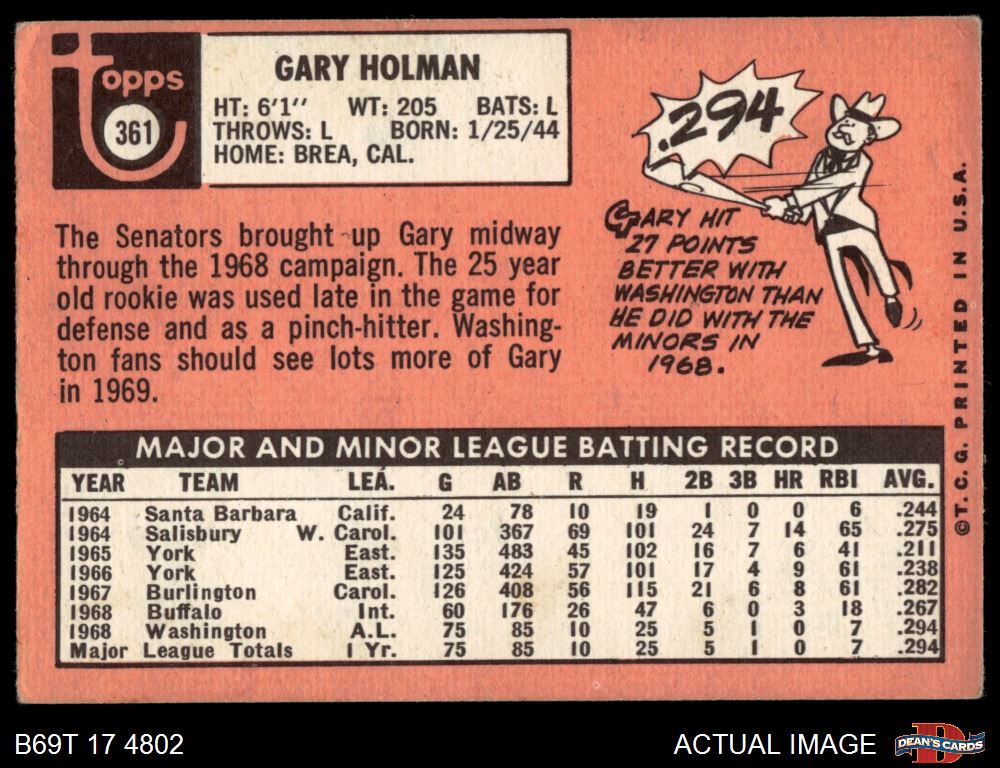 topps
361
GARY HOLMAN
HT: 6'1'' WT: 205 BATS: L
THROWS: L BORN: 1/25/44
HOME: BREA, CAL.
The Senators brought up Gary midway
through the 1968 campaign. The 25 year
old rookie was used late in the game for
defense and as a pinch-hitter. Washing-
ton fans should see lots more of Gary
in 1969.
.294
GARY HIT
27 POINTS
BETTER WITH
WASHINGTON THAN
HE DID WITH THE
MINORS IN
1968.
©T.C.G. PRINTED IN U.S.A.
MAJOR AND MINOR LEAGUE BATTING RECORD
YEAR TEAM LEA. G AB R H 2B 3B HR RBI AVG.
1964 Santa Barbara Calif. 24 78 10 19 1 0 0 6 .244
1964 Salisbury W. Carol. 101 367 69 101 24 7 14 65 .275
1965 York East. 135 483 45 102 16 7 6 41 .211
1966 York East. 125 424 57 101 17 4 9 61 .238
1967 Burlington Carol. 126 408 56 115 21 6 8 61 .282
1968 Buffalo Int. 60 176 26 47 6 0 3 18 .267
1968 Washington A.L. 75 85 10 25 5 1 0 7 .294
Major League Totals 1 Yr. 75 85 10 25 5 1 0 7 .294
B69T 17 4802
ACTUAL IMAGE
D
DEAN'S CARDS